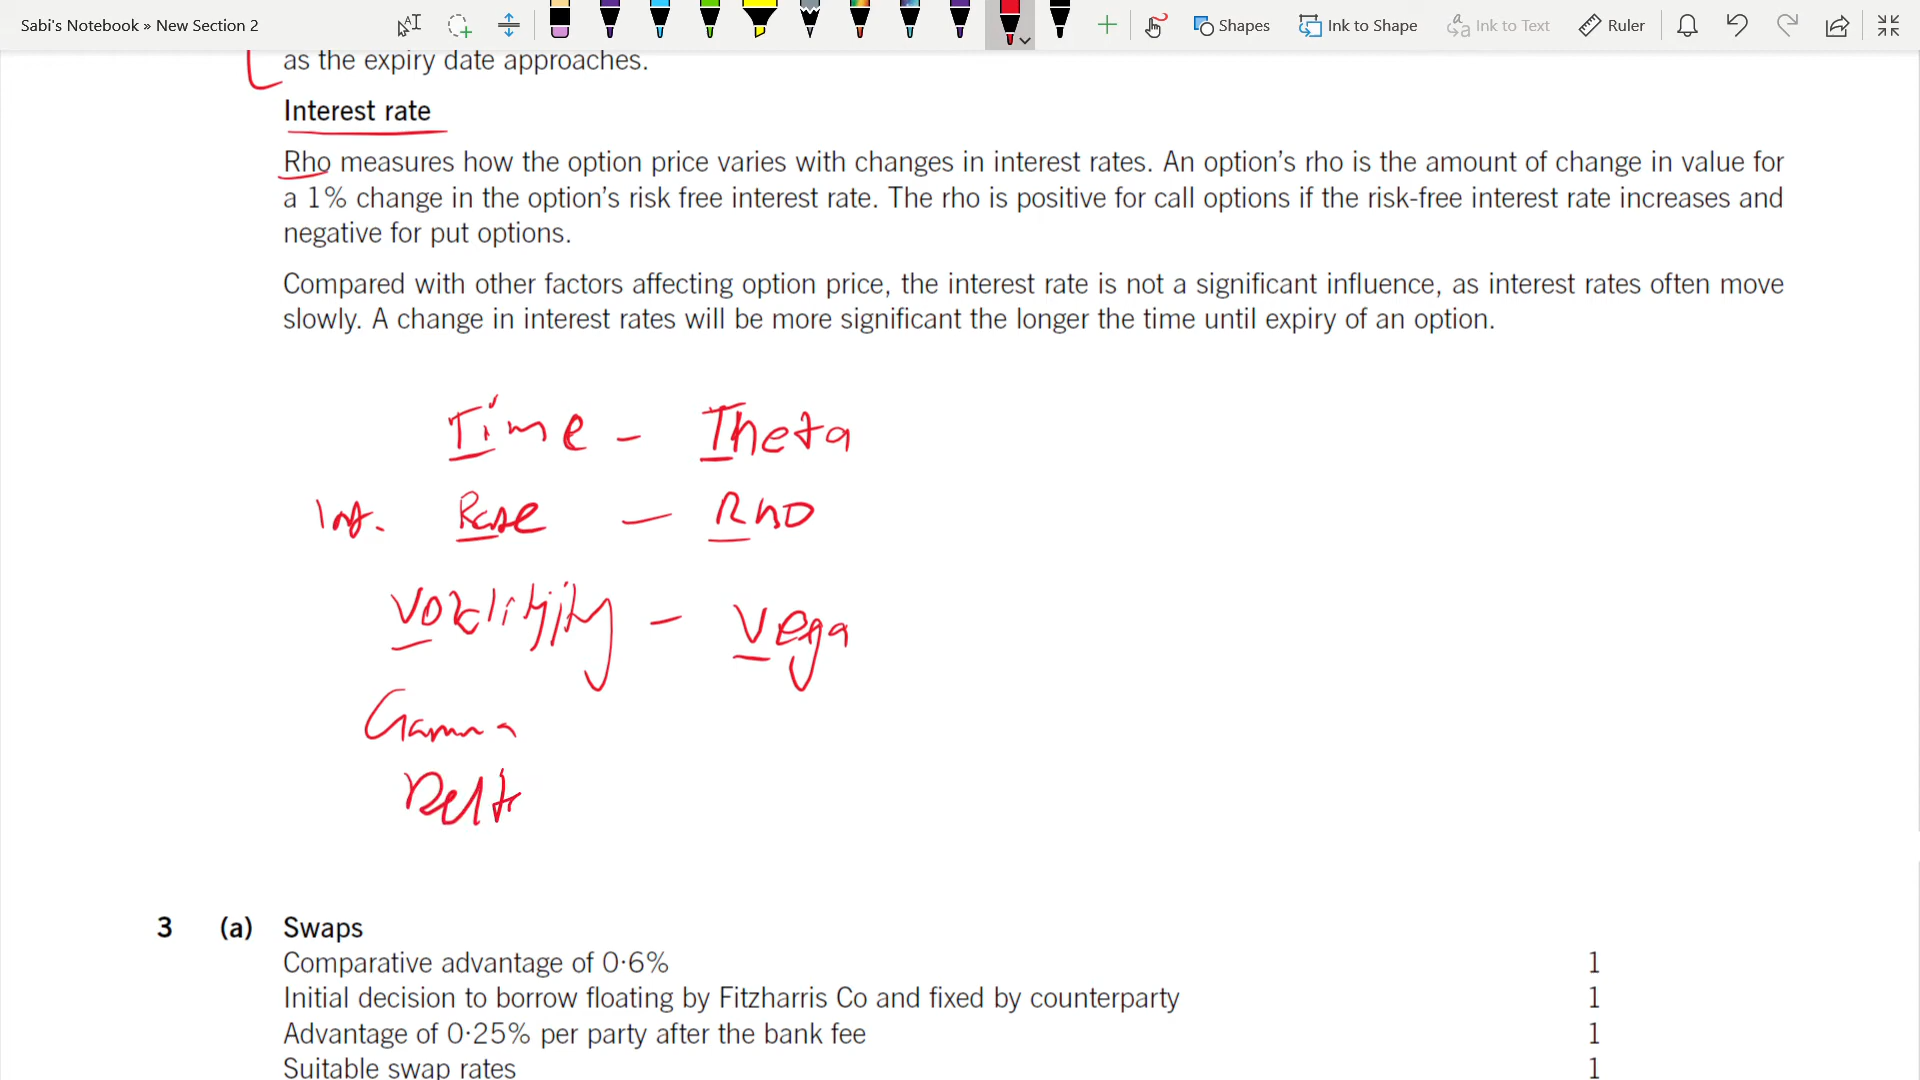 Sabi's Notebook » New Section 2
Shapes
Ink to Shape
Ink to Text
Ruler
as the expiry date approaches.
Interest rate
Rho measures how the option price varies with changes in interest rates. An option's rho is the amount of change in value for
a 1% change in the option's risk free interest rate. The rho is positive for call options if the risk-free interest rate increases and
negative for put options.
Compared with other factors affecting option price, the interest rate is not a significant influence, as interest rates often move
slowly. A change in interest rates will be more significant the longer the time until expiry of an option.
Time - Theta
Int. Rate - Rho
- Vega
Gamma
Delt
3 (a) Swaps
Comparative advantage of 0·6% 1
Initial decision to borrow floating by Fitzharris Co and fixed by counterparty 1
Advantage of 0·25% per party after the bank fee 1
Suitable swap rates 1